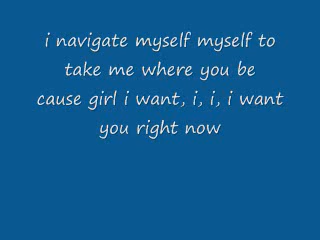 i navigate myself myself to
take me where you be
cause girl i want, i, i, i want
you right now